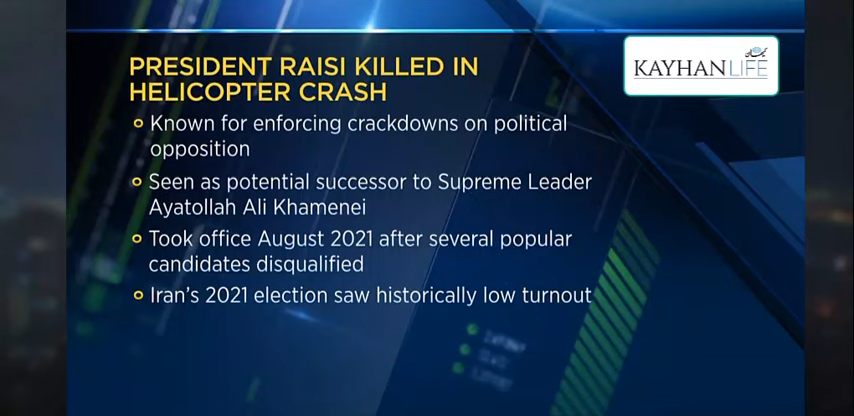 PRESIDENT RAISI KILLED IN
HELICOPTER CRASH
Known for enforcing crackdowns on political
opposition
Seen as potential successor to Supreme Leader
Ayatollah Ali Khamenei
Took office August 2021 after several popular
candidates disqualified
Iran's 2021 election saw historically low turnout
کیهان
KAYHANLIFE